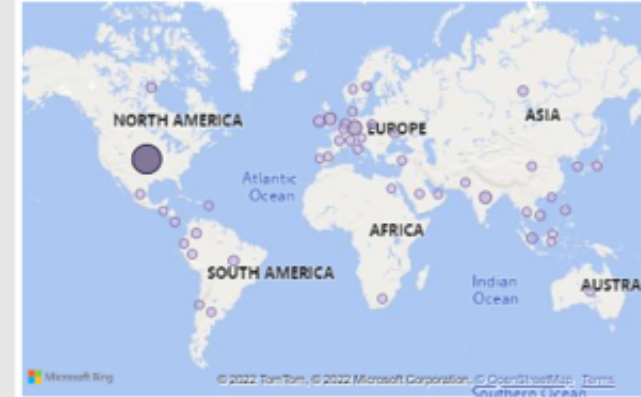 NORTH AMERICA
EUROPE
ASIA
Atlantic
Ocean
AFRICA
SOUTH AMERICA
Indian
Ocean
AUSTRA
Microsoft Bing
© 2022 TomTom, © 2022 Microsoft Corporation, © OpenStreetMap Terms
Southern Ocean